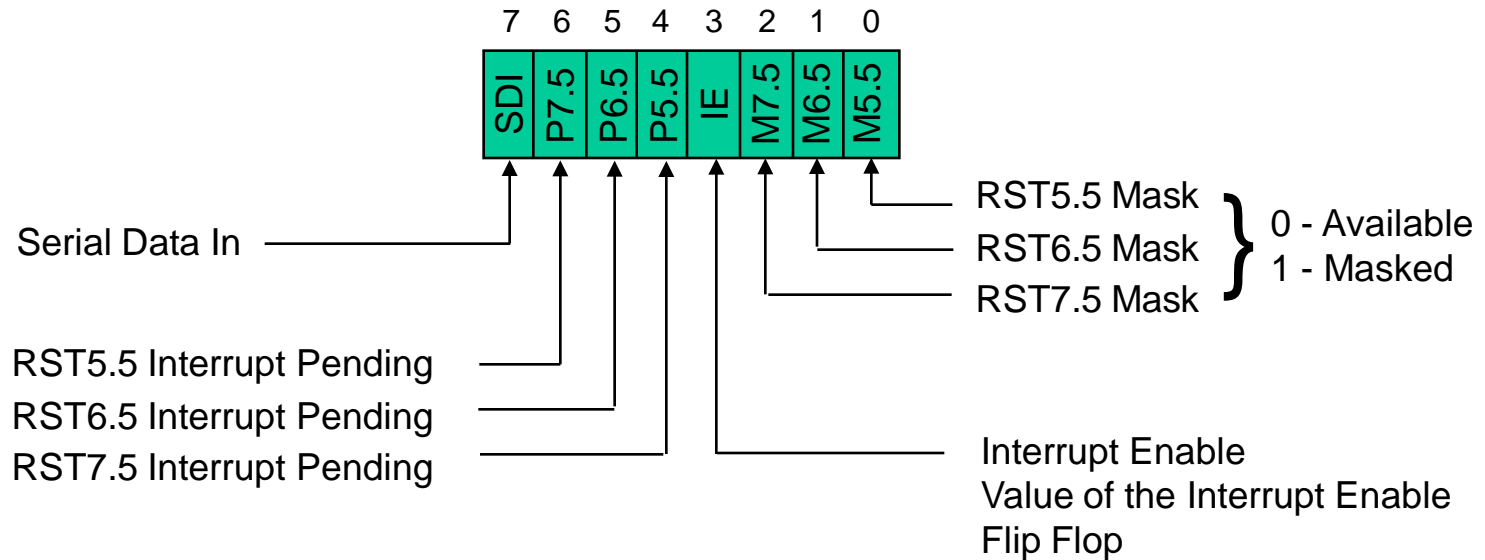 7 6 5 4 3 2 1 0
SDI P7.5 P6.5 P5.5 IE M7.5 M6.5 M5.5
Serial Data In
RST5.5 Interrupt Pending
RST6.5 Interrupt Pending
RST7.5 Interrupt Pending
RST5.5 Mask
RST6.5 Mask
RST7.5 Mask
}
0 - Available
1 - Masked
Interrupt Enable
Value of the Interrupt Enable
Flip Flop